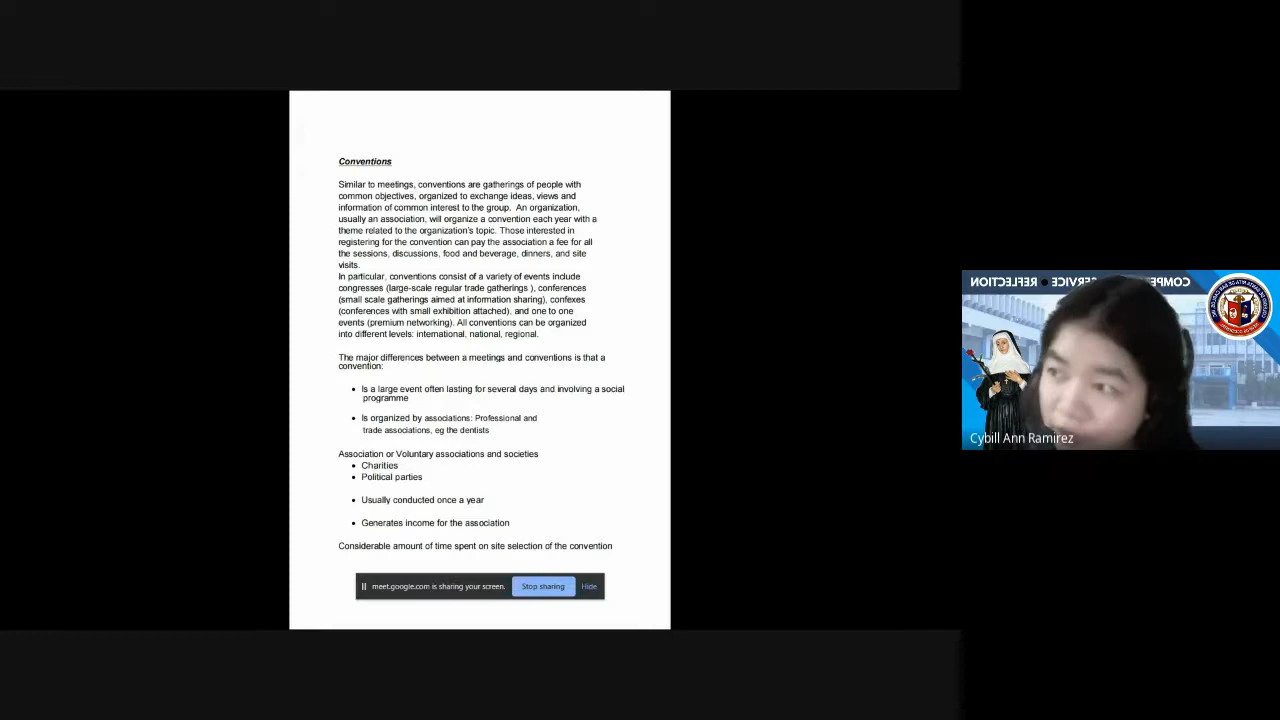 Conventions
Similar to meetings, conventions are gatherings of people with
common objectives, organized to exchange ideas, views and
information of common interest to the group.  An organization,
usually an association, will organize a convention each year with a
theme related to the organization's topic. Those interested in
registering for the convention can pay the association a fee for all
the sessions, discussions, food and beverage, dinners, and site
visits.
In particular, conventions consist of a variety of events include
congresses (large-scale regular trade gatherings ), conferences
(small scale gatherings aimed at information sharing), confexes
(conferences with small exhibition attached), and one to one
events (premium networking). All conventions can be organized
into different levels: international, national, regional.
The major differences between a meetings and conventions is that a
convention:
• Is a large event often lasting for several days and involving a social
programme
• Is organized by associations: Professional and
trade associations, eg the dentists
Association or Voluntary associations and societies
• Charities
• Political parties
• Usually conducted once a year
• Generates income for the association
Considerable amount of time spent on site selection of the convention
meet.google.com is sharing your screen. Stop sharing Hide
SERVICE ● REFLECTION
Cybill Ann Ramirez